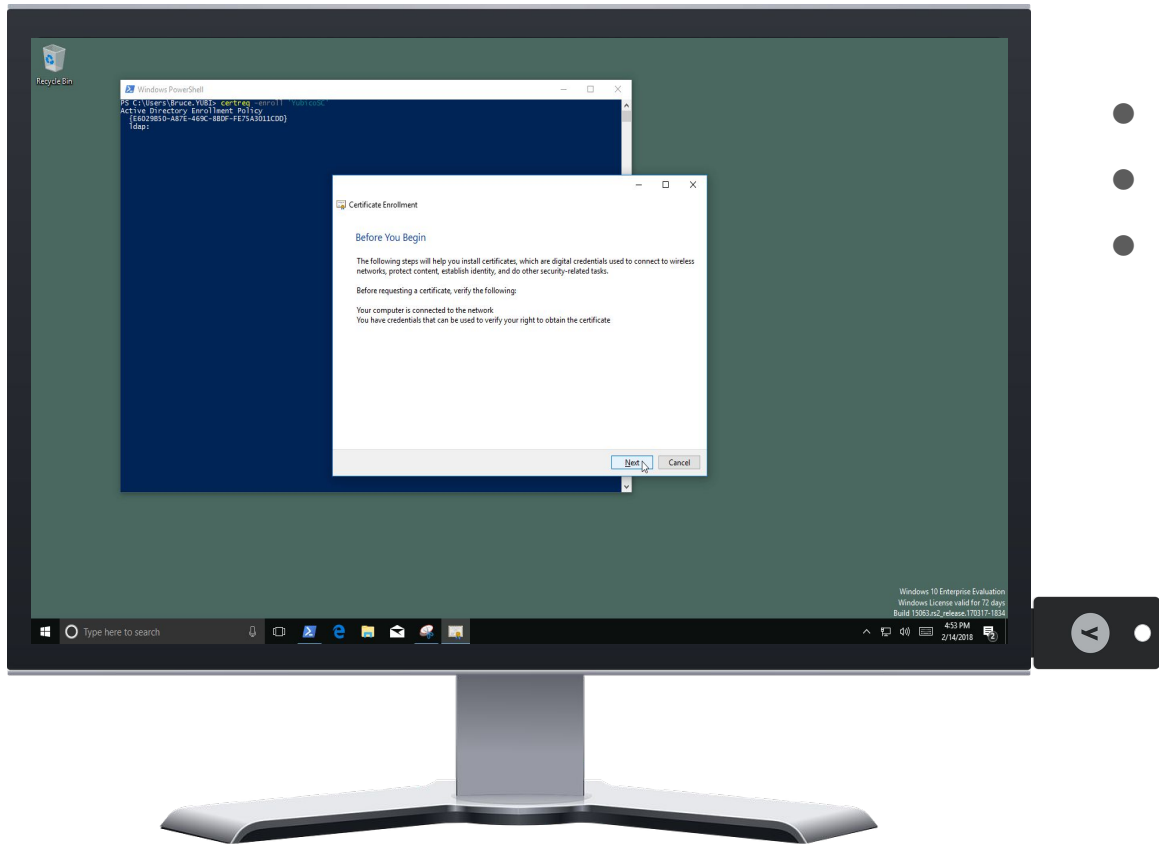 Recycle Bin
Windows PowerShell
PS C:\Users\Bruce.YUBI> certreq -enroll 'YubicoSC'
Active Directory Enrollment Policy
{E6029B50-A87E-469C-8BDF-FE75A3D11CDD}
ldap:
Certificate Enrollment
Before You Begin
The following steps will help you install certificates, which are digital credentials used to connect to wireless
networks, protect content, establish identity, and do other security-related tasks.
Before requesting a certificate, verify the following:
Your computer is connected to the network
You have credentials that can be used to verify your right to obtain the certificate
Next
Cancel
Windows 10 Enterprise Evaluation
Windows License valid for 72 days
Build 15063.rs2_release.170317-1834
Type here to search
4:53 PM
2/14/2018
2
Y